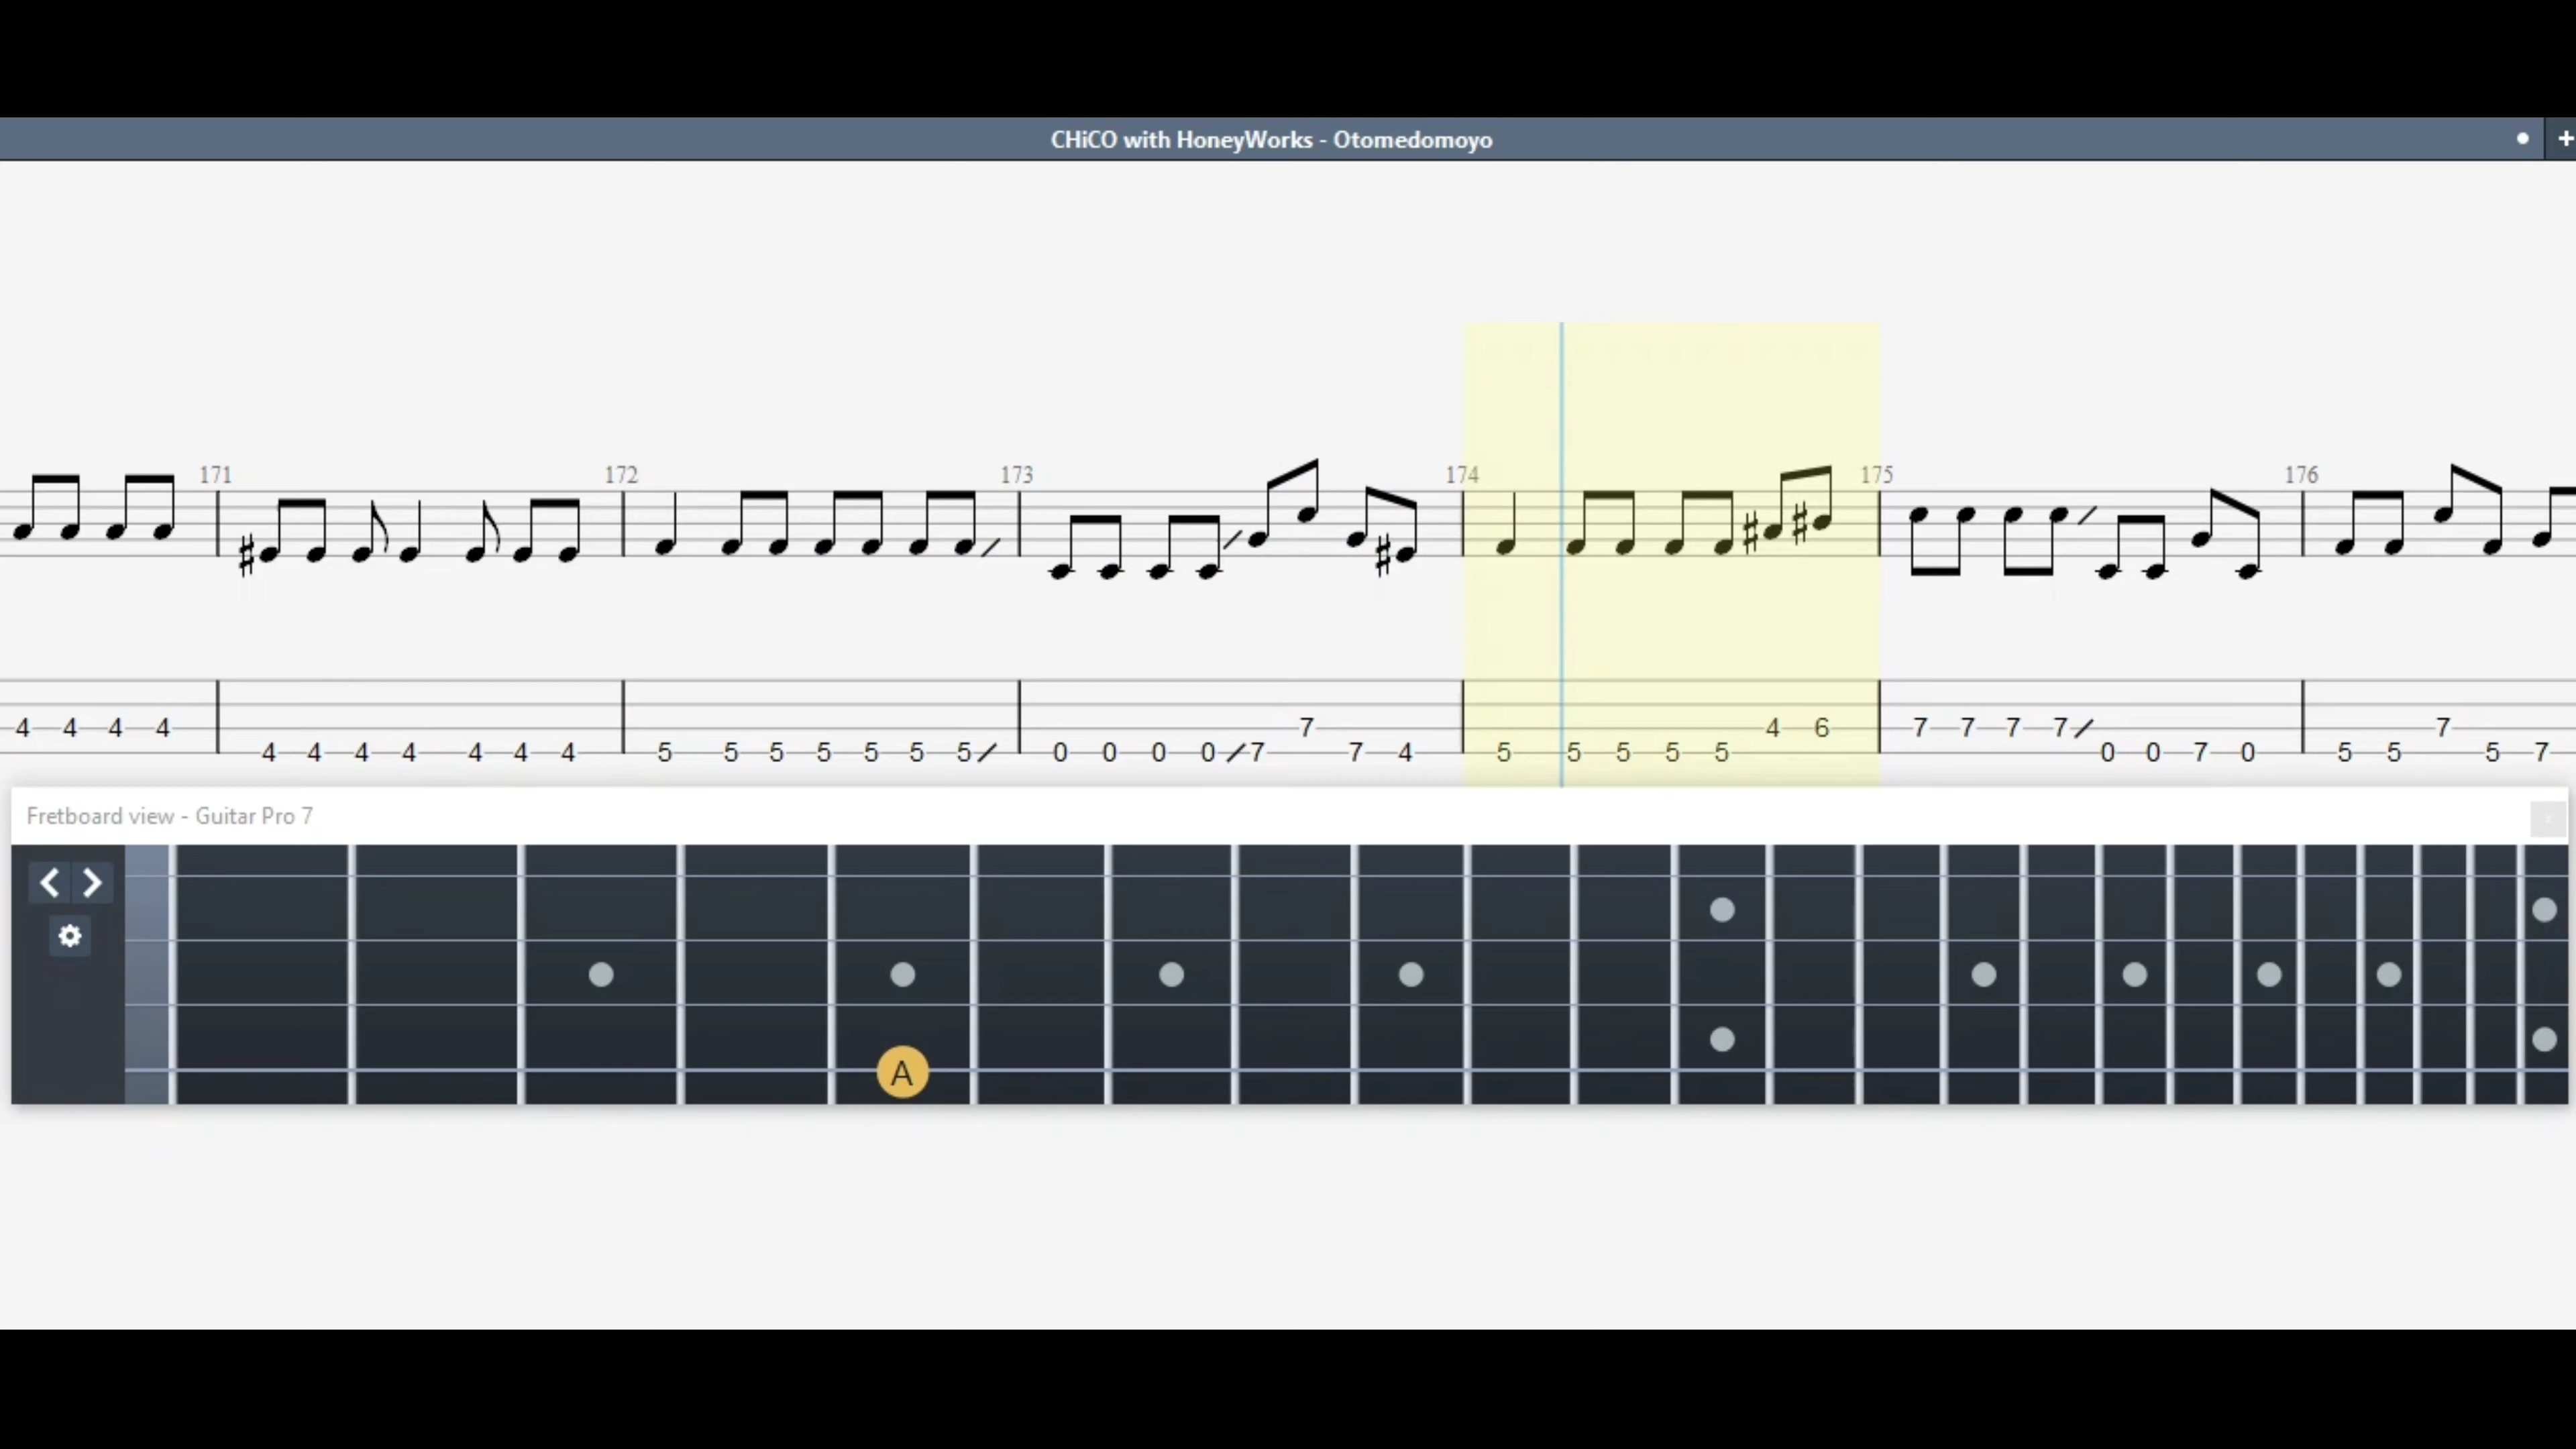 CHiCO with HoneyWorks - Otomedomoyo
171 172 173 174 175 176
4 4 4 4 7 4 6 7 7 7 7 7
4 4 4 4 4 4 4 5 5 5 5 5 5 5 0 0 0 0 7 7 4 5 5 5 5 5 0 0 7 0 5 5 5 7
Fretboard view - Guitar Pro 7
A